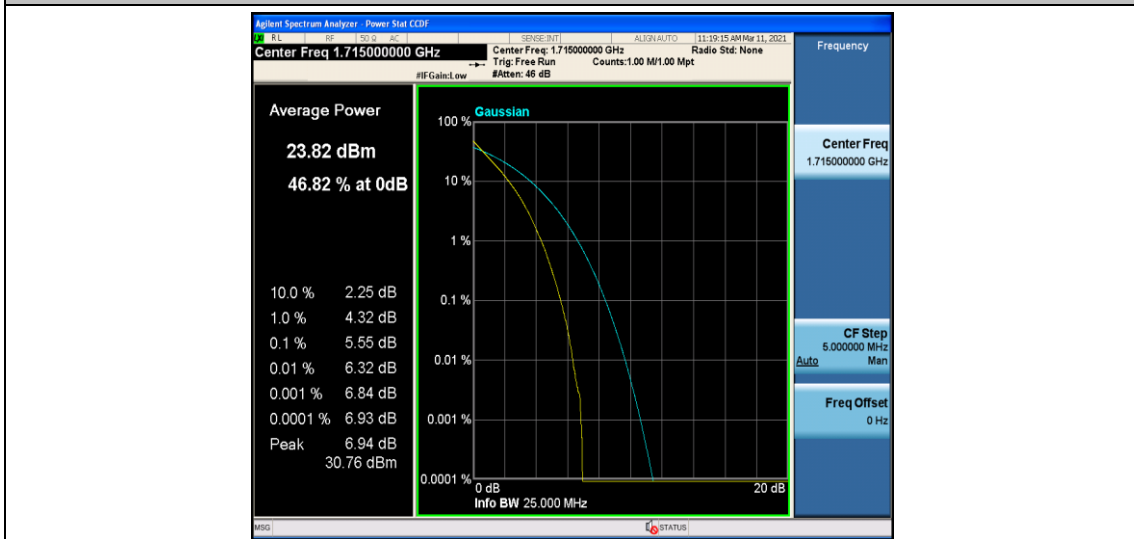 Agilent Spectrum Analyzer - Power Stat CCDF
RL RF 50 Ω AC SENSE:INT ALIGN AUTO 11:19:15 AM Mar 11, 2021
Center Freq 1.715000000 GHz
Center Freq: 1.715000000 GHz Radio Std: None
Trig: Free Run Counts:1.00 M/1.00 Mpt
#IFGain:Low #Atten: 46 dB
Frequency
Average Power
23.82 dBm
46.82 % at 0dB
10.0 % 2.25 dB
1.0 % 4.32 dB
0.1 % 5.55 dB
0.01 % 6.32 dB
0.001 % 6.84 dB
0.0001 % 6.93 dB
Peak 6.94 dB
30.76 dBm
Gaussian
100 %
10 %
1 %
0.1 %
0.01 %
0.001 %
0.0001 %
0 dB 20 dB
Info BW 25.000 MHz
Center Freq
1.715000000 GHz
CF Step
5.000000 MHz
Auto Man
Freq Offset
0 Hz
MSG STATUS